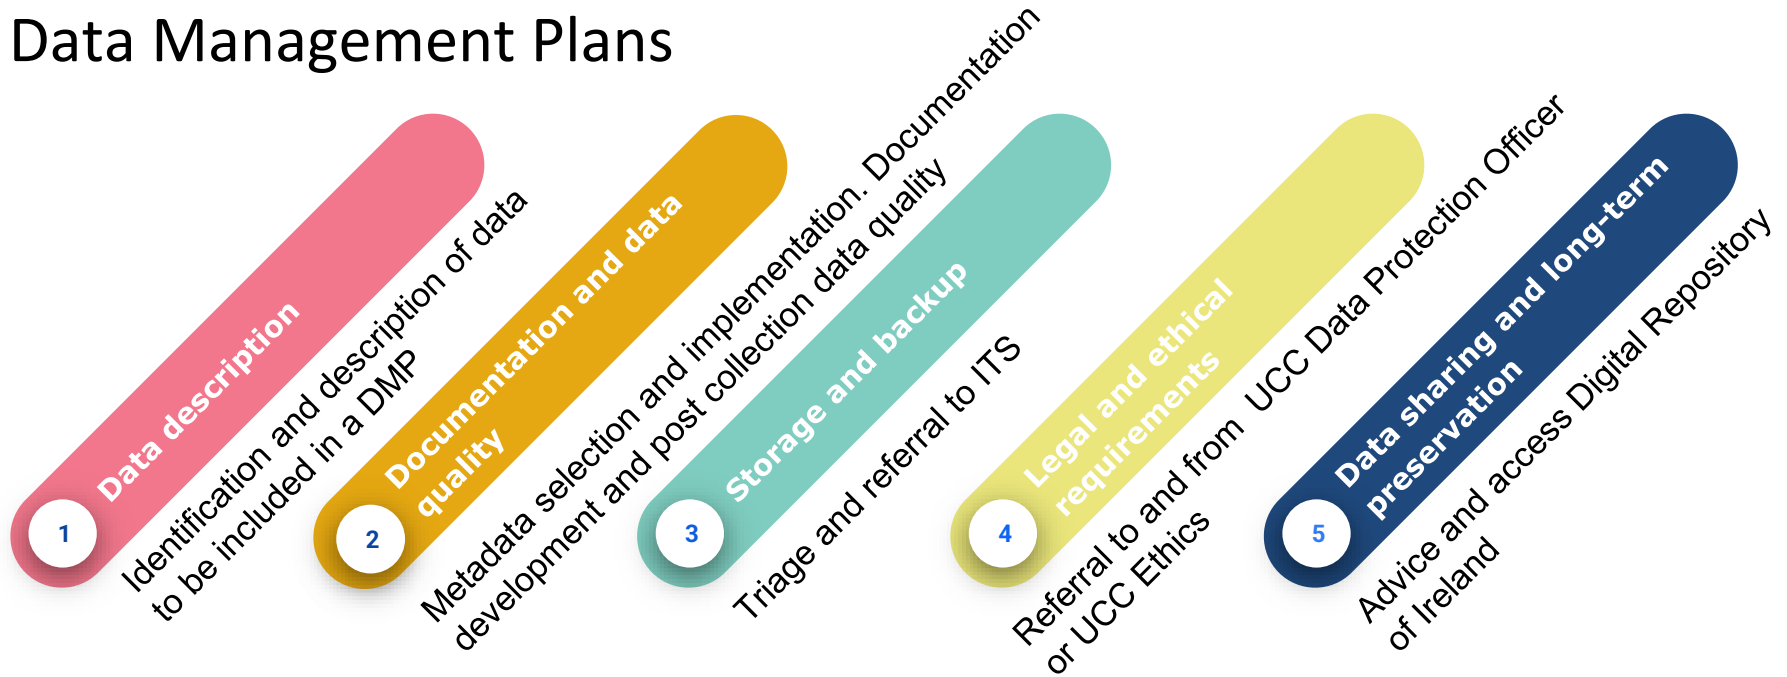 Data Management Plans
1
Data description
Identification and description of data
to be included in a DMP
2
Documentation and data
quality
Metadata selection and implementation. Documentation
development and post collection data quality
3
Storage and backup
Triage and referral to ITS
4
Legal and ethical
requirements
Referral to and from UCC Data Protection Officer
or UCC Ethics
5
Data sharing and long-term
preservation
Advice and access Digital Repository
of Ireland